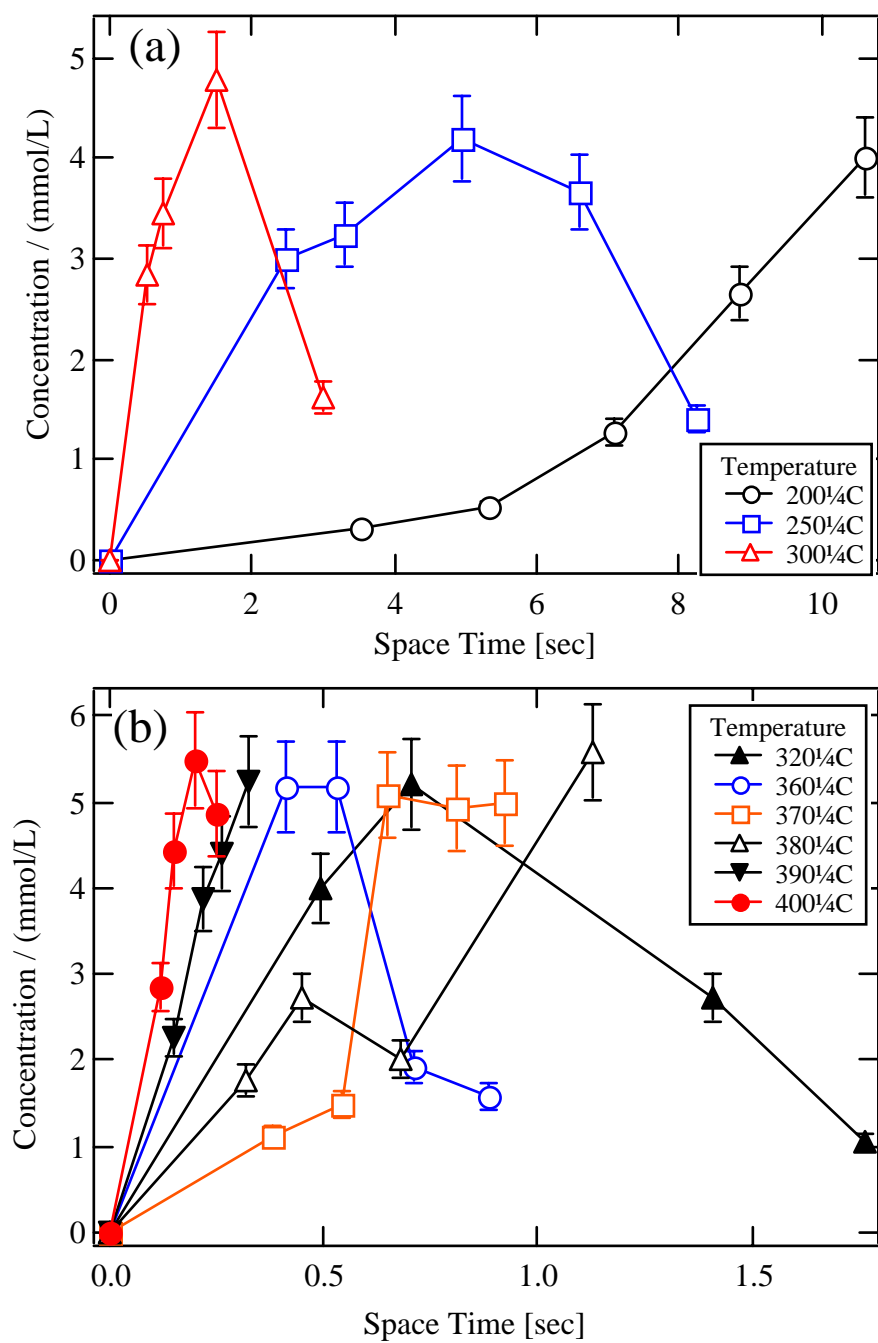 (a)
5
4
3
2
1
0
Concentration / (mmol/L)
0 2 4 6 8 10
Space Time [sec]
Temperature
200¼C
250¼C
300¼C
(b)
6
5
4
3
2
1
0
Concentration / (mmol/L)
0.0 0.5 1.0 1.5
Space Time [sec]
Temperature
320¼C
360¼C
370¼C
380¼C
390¼C
400¼C